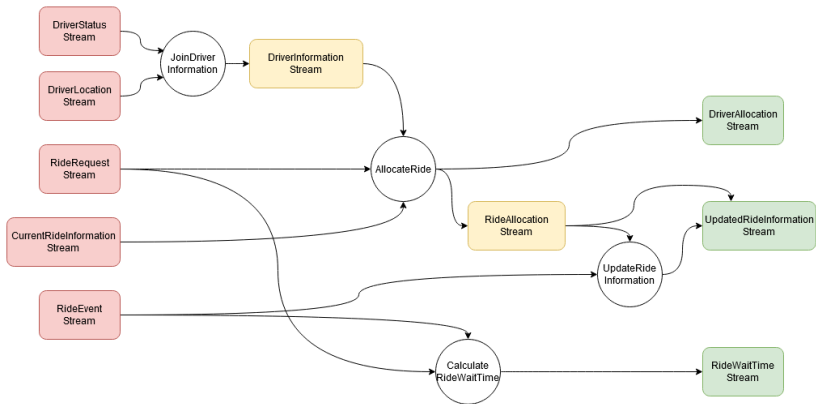 DriverStatus
Stream
JoinDriver
Information
DriverInformation
Stream
DriverLocation
Stream
DriverAllocation
Stream
RideRequest
Stream
AllocateRide
CurrentRideInformation
Stream
RideAllocation
Stream
UpdatedRideInformation
Stream
UpdateRide
Information
RideEvent
Stream
Calculate
RideWaitTime
RideWaitTime
Stream